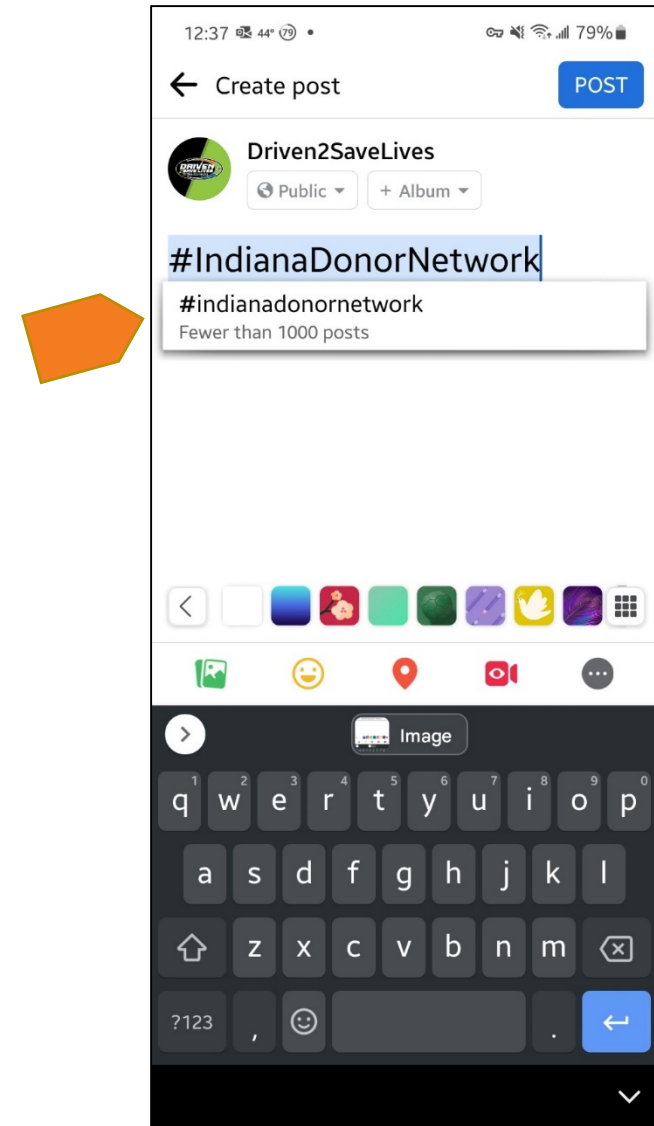 12:37 44° 79 79%
Create post POST
DRIVEN
Driven2SaveLives
Public + Album
#IndianaDonorNetwork
#indianadonornetwork
Fewer than 1000 posts
Image
1 2 3 4 5 6 7 8 9 0
q w e r t y u i o p
a s d f g h j k l
z x c v b n m
?123 , .